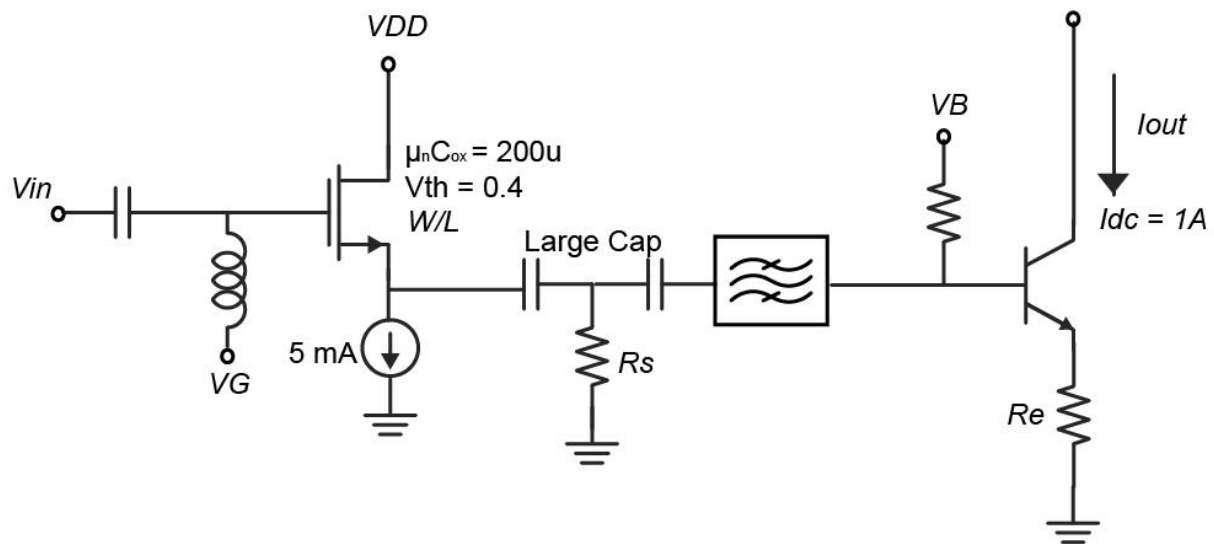 VDD
μnCox = 200u
Vth = 0.4
W/L
Vin
VG
5 mA
Large Cap
Rs
VB
Iout
Idc = 1A
Re